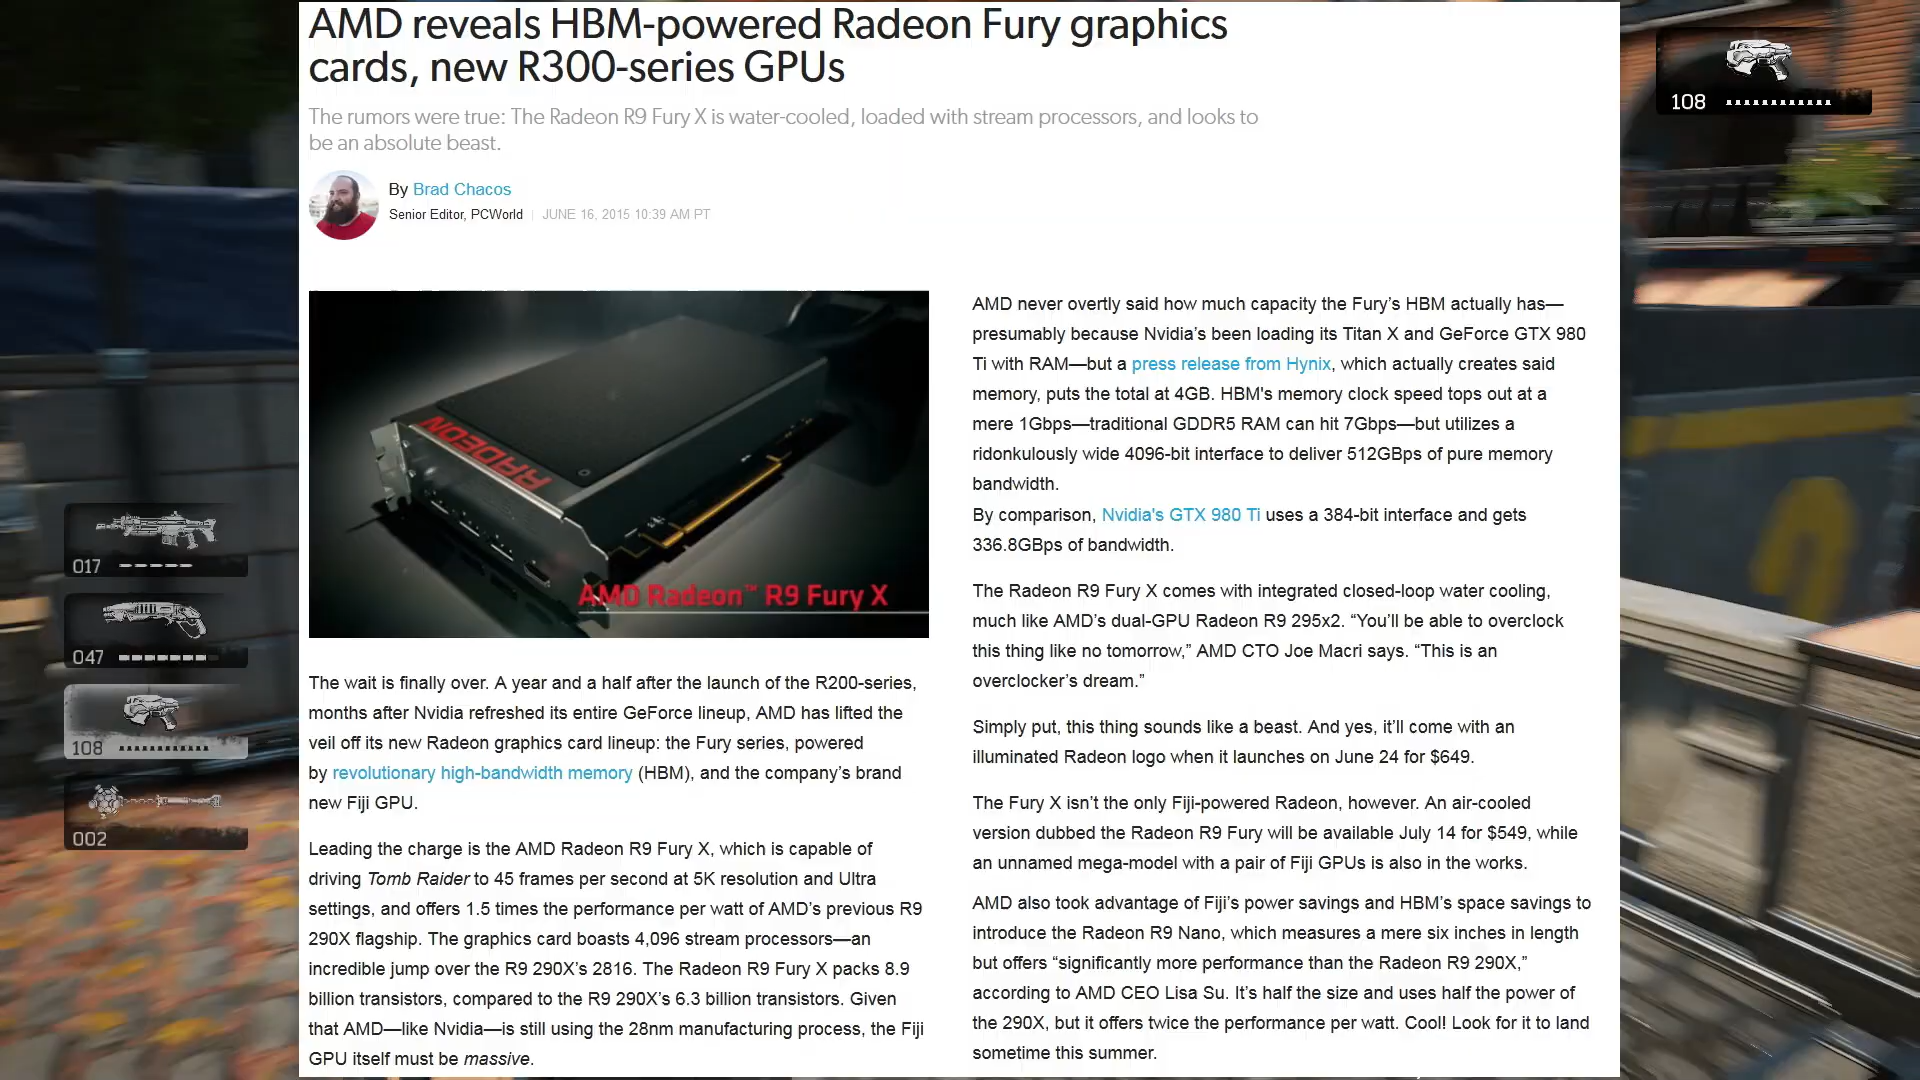 AMD reveals HBM-powered Radeon Fury graphics
cards, new R300-series GPUs
The rumors were true: The Radeon R9 Fury X is water-cooled, loaded with stream processors, and looks to
be an absolute beast.
By Brad Chacos
Senior Editor, PCWorld | JUNE 16, 2015 10:39 AM PT
RADEON
AMD Radeon™ R9 Fury X
The wait is finally over. A year and a half after the launch of the R200-series,
months after Nvidia refreshed its entire GeForce lineup, AMD has lifted the
veil off its new Radeon graphics card lineup: the Fury series, powered
by revolutionary high-bandwidth memory (HBM), and the company’s brand
new Fiji GPU.
Leading the charge is the AMD Radeon R9 Fury X, which is capable of
driving Tomb Raider to 45 frames per second at 5K resolution and Ultra
settings, and offers 1.5 times the performance per watt of AMD’s previous R9
290X flagship. The graphics card boasts 4,096 stream processors—an
incredible jump over the R9 290X’s 2816. The Radeon R9 Fury X packs 8.9
billion transistors, compared to the R9 290X’s 6.3 billion transistors. Given
that AMD—like Nvidia—is still using the 28nm manufacturing process, the Fiji
GPU itself must be massive.
AMD never overtly said how much capacity the Fury’s HBM actually has—
presumably because Nvidia’s been loading its Titan X and GeForce GTX 980
Ti with RAM—but a press release from Hynix, which actually creates said
memory, puts the total at 4GB. HBM's memory clock speed tops out at a
mere 1Gbps—traditional GDDR5 RAM can hit 7Gbps—but utilizes a
ridonkulously wide 4096-bit interface to deliver 512GBps of pure memory
bandwidth.
By comparison, Nvidia's GTX 980 Ti uses a 384-bit interface and gets
336.8GBps of bandwidth.
The Radeon R9 Fury X comes with integrated closed-loop water cooling,
much like AMD’s dual-GPU Radeon R9 295x2. “You’ll be able to overclock
this thing like no tomorrow,” AMD CTO Joe Macri says. “This is an
overclocker’s dream.”
Simply put, this thing sounds like a beast. And yes, it’ll come with an
illuminated Radeon logo when it launches on June 24 for $649.
The Fury X isn’t the only Fiji-powered Radeon, however. An air-cooled
version dubbed the Radeon R9 Fury will be available July 14 for $549, while
an unnamed mega-model with a pair of Fiji GPUs is also in the works.
AMD also took advantage of Fiji’s power savings and HBM’s space savings to
introduce the Radeon R9 Nano, which measures a mere six inches in length
but offers “significantly more performance than the Radeon R9 290X,”
according to AMD CEO Lisa Su. It’s half the size and uses half the power of
the 290X, but it offers twice the performance per watt. Cool! Look for it to land
sometime this summer.
017
047
108
002
108